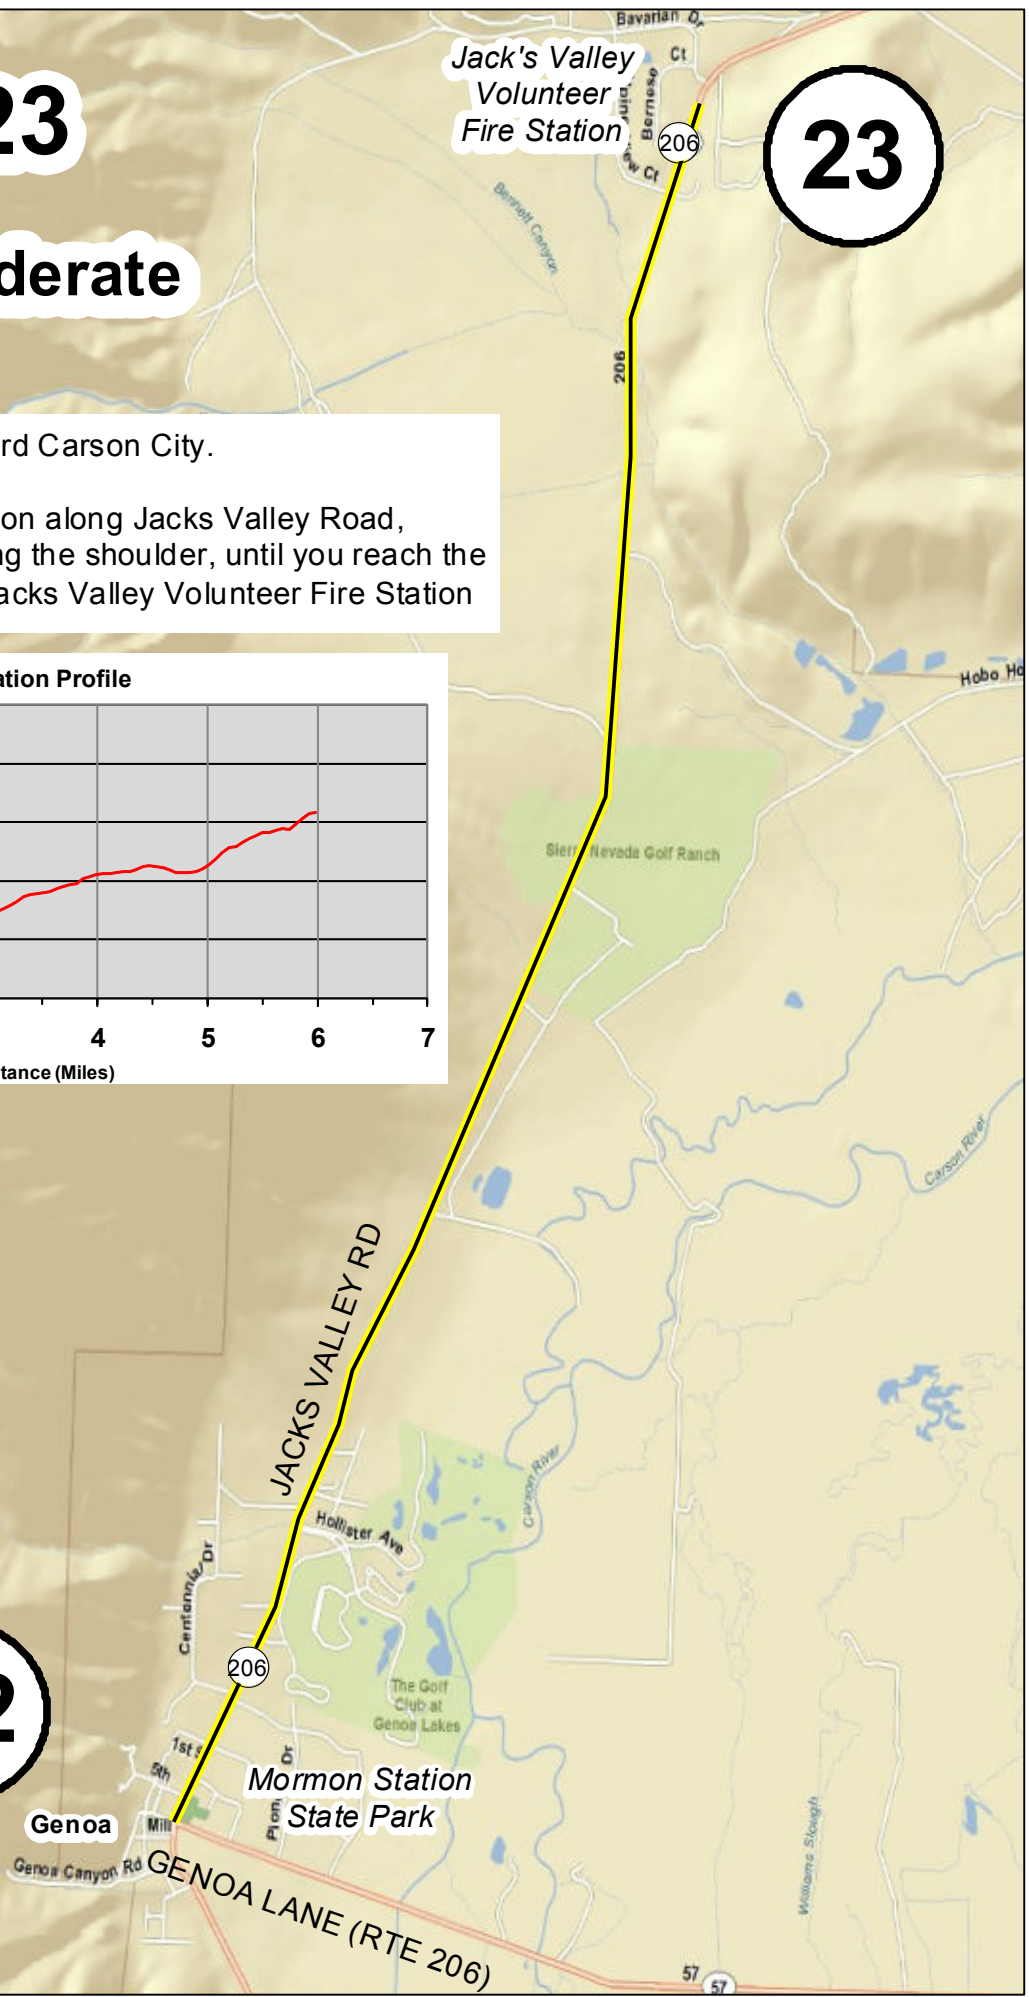 Bavarian Dr
Jack's Valley
Volunteer
Fire Station
Ct
Bernese
ew Ct
206
23
23
derate
Bennett Canyon
206
rd Carson City.
on along Jacks Valley Road,
ng the shoulder, until you reach the
acks Valley Volunteer Fire Station
ation Profile
4 5 6 7
tance (Miles)
Hobo Ho
Sierra Nevada Golf Ranch
Carson River
JACKS VALLEY RD
Carson River
Hollister Ave
Centennial Dr
206
2
The Golf
Club at
Genoa Lakes
1st S
5th
Dr
Mormon Station
State Park
Genoa
Mill
Genoa Canyon Rd
GENOA LANE (RTE 206)
Williams Slough
57
57